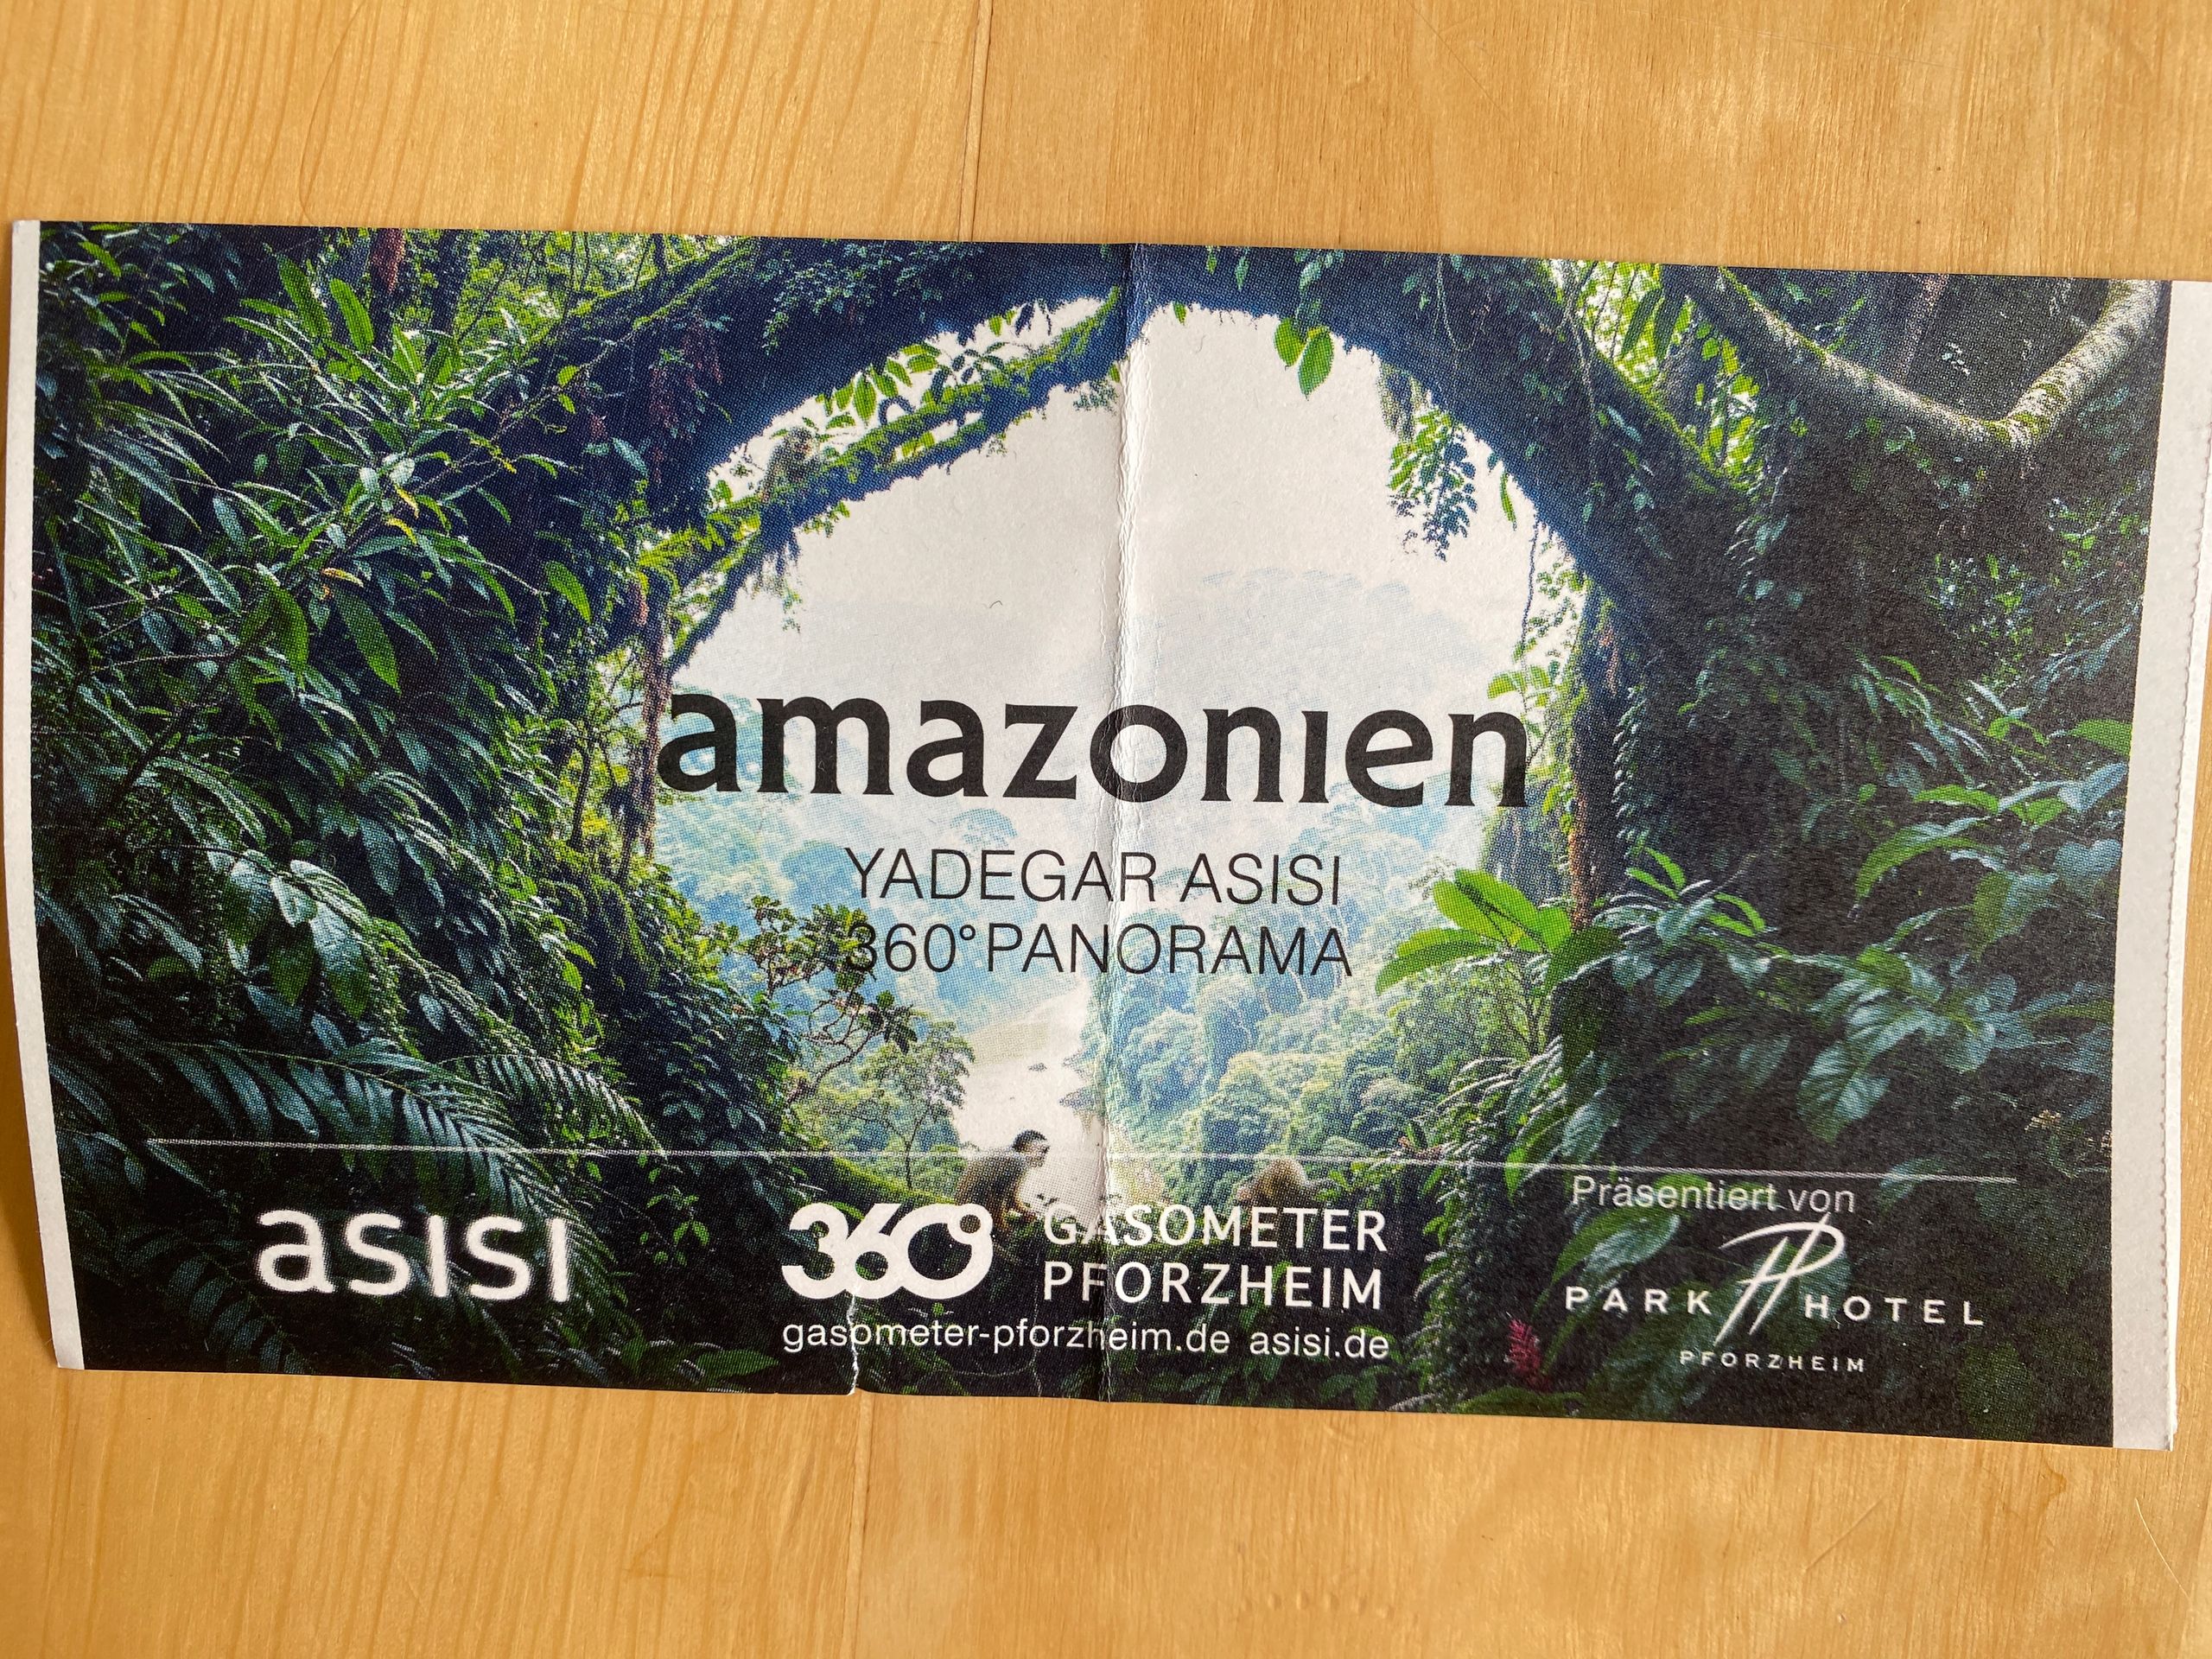 amazonien
YADEGAR ASISI
360°PANORAMA
asisi
360° GASOMETER
PFORZHEIM
gasometer-pforzheim.de asisi.de
Präsentiert von
PARK HOTEL
PFORZHEIM